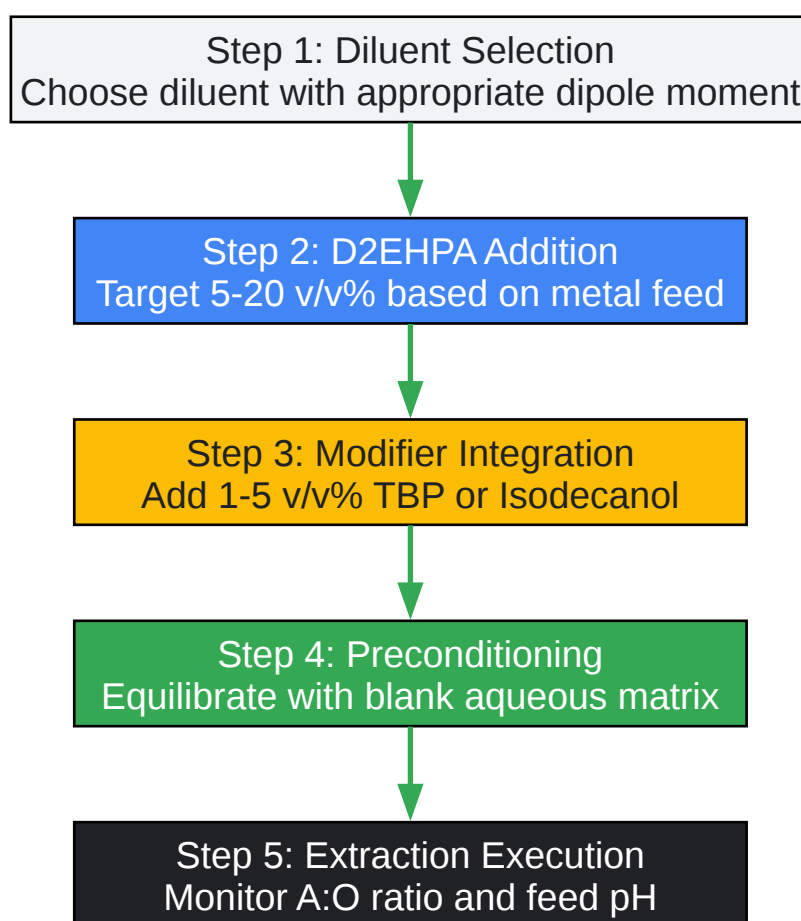 Step 1: Diluent Selection
Choose diluent with appropriate dipole moment
Step 2: D2EHPA Addition
Target 5-20 v/v% based on metal feed
Step 3: Modifier Integration
Add 1-5 v/v% TBP or Isodecanol
Step 4: Preconditioning
Equilibrate with blank aqueous matrix
Step 5: Extraction Execution
Monitor A:O ratio and feed pH